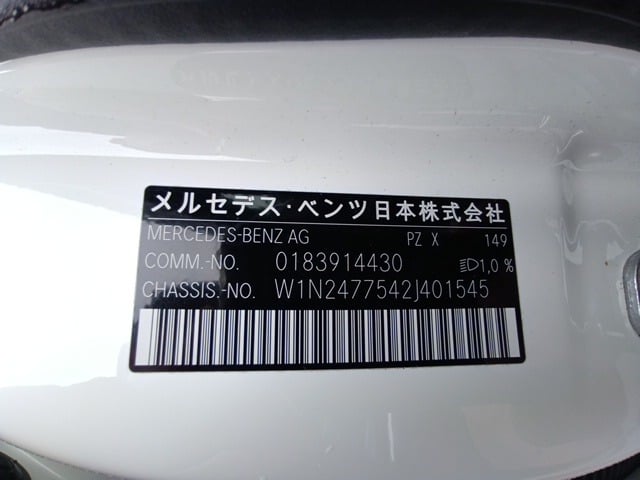 メルセデス・ベンツ日本株式会社
MERCEDES-BENZ AG PZ X 149
COMM.-NO. 0183914430 1,0 %
CHASSIS.-NO. W1N2477542J401545